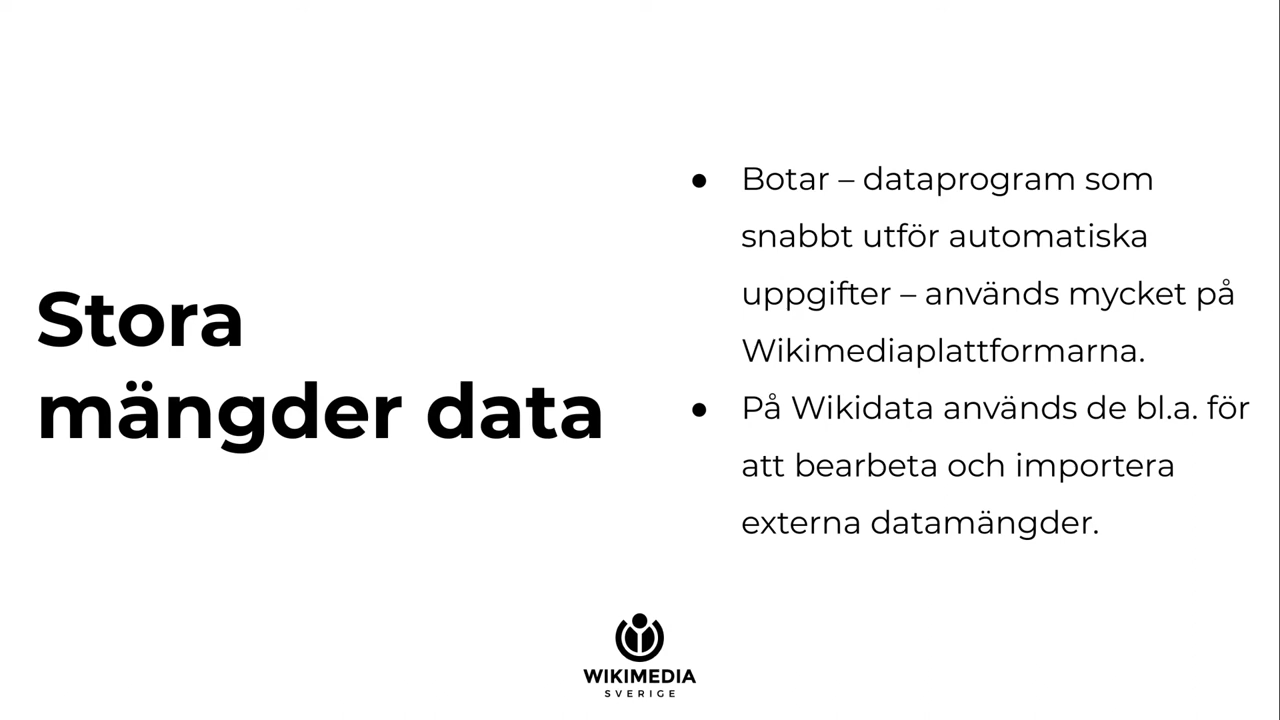 Stora
mängder data
● Botar – dataprogram som
snabbt utför automatiska
uppgifter – används mycket på
Wikimediaplattformarna.
● På Wikidata används de bl.a. för
att bearbeta och importera
externa datamängder.
WIKIMEDIA
SVERIGE